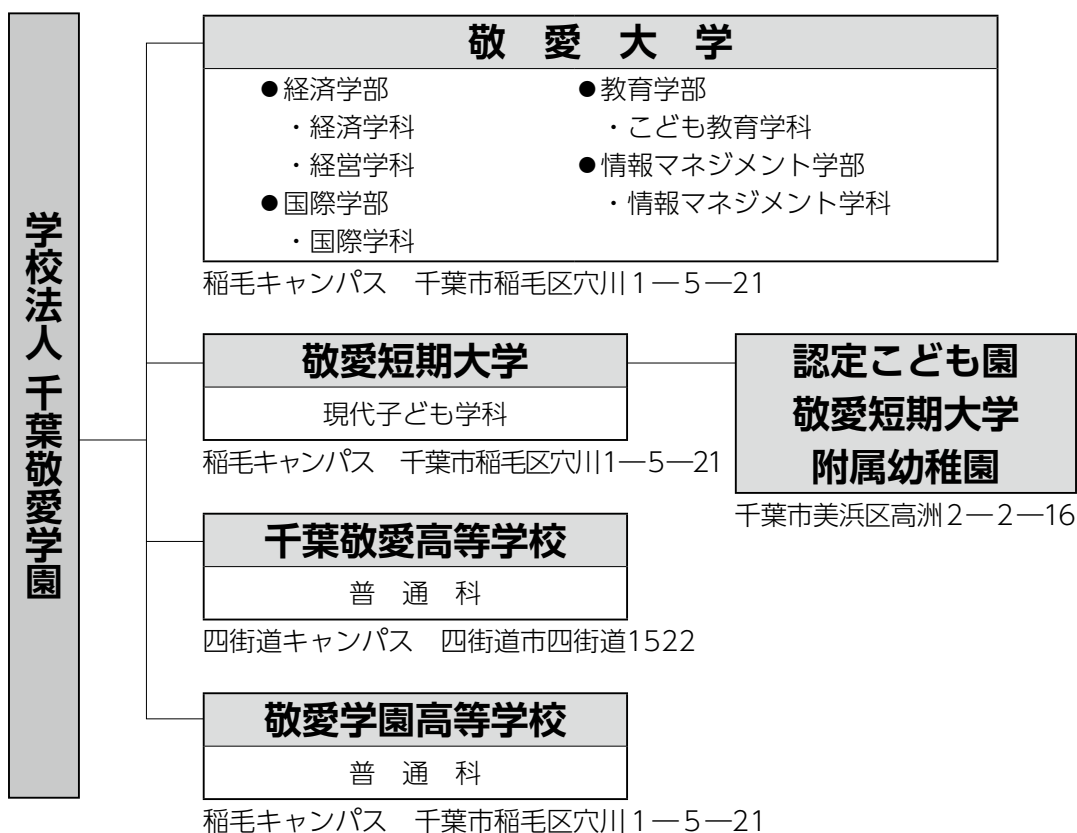 学校法人 千葉敬愛学園
敬 愛 大 学
●経済学部
・経済学科
・経営学科
●国際学部
・国際学科
●教育学部
・こども教育学科
●情報マネジメント学部
・情報マネジメント学科
稲毛キャンパス　千葉市稲毛区穴川1―5―21
敬愛短期大学
現代子ども学科
稲毛キャンパス　千葉市稲毛区穴川1―5―21
認定こども園
敬愛短期大学
附属幼稚園
千葉市美浜区高洲2―2―16
千葉敬愛高等学校
普　通　科
四街道キャンパス　四街道市四街道1522
敬愛学園高等学校
普　通　科
稲毛キャンパス　千葉市稲毛区穴川1―5―21